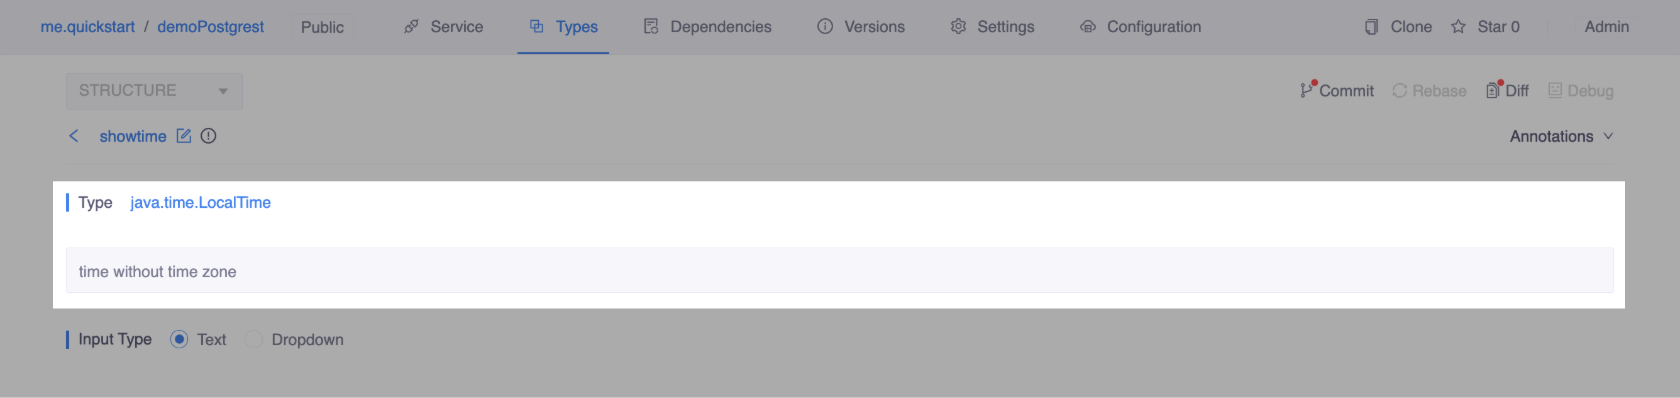 me.quickstart / demoPostgrest Public Service Types Dependencies Versions Settings Configuration Clone Star 0 Admin
STRUCTURE Commit Rebase Diff Debug
showtime Annotations
Type java.time.LocalTime
time without time zone
Input Type Text Dropdown